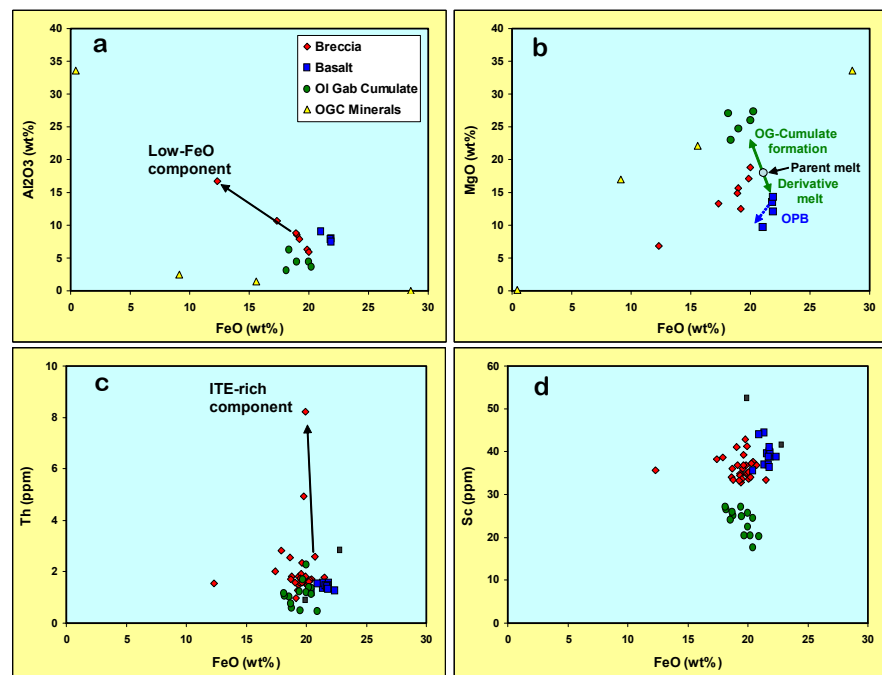 a
Breccia
Basalt
Ol Gab Cumulate
OGC Minerals
Low-FeO
component
Al2O3 (wt%)
40
35
30
25
20
15
10
5
0
0 5 10 15 20 25 30
FeO (wt%)
b
OG-Cumulate
formation
Parent melt
Derivative
melt
OPB
MgO (wt%)
40
35
30
25
20
15
10
5
0
0 5 10 15 20 25 30
FeO (wt%)
c
ITE-rich
component
Th (ppm)
10
8
6
4
2
0
0 5 10 15 20 25 30
FeO (wt%)
d
Sc (ppm)
60
50
40
30
20
10
0
0 5 10 15 20 25 30
FeO (wt%)